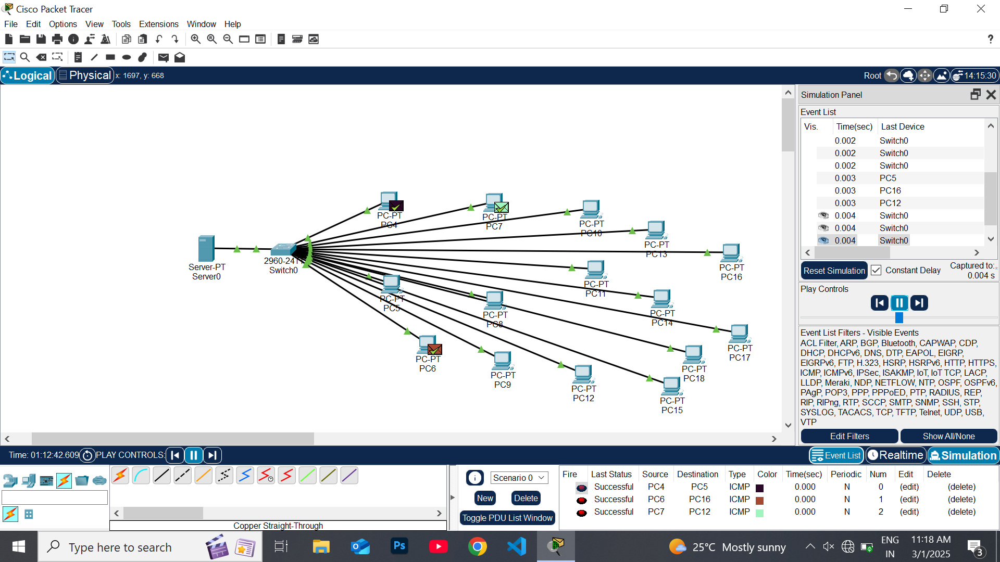 Cisco Packet Tracer
File Edit Options View Tools Extensions Window Help
?
Logical Physical x: 1697, y: 668 Root 14:15:30
Simulation Panel
Event List
Vis. Time(sec) Last Device
0.002 Switch0
0.002 Switch0
0.002 Switch0
0.003 PC5
0.003 PC16
0.003 PC12
0.004 Switch0
0.004 Switch0
0.004 Switch0
Reset Simulation Constant Delay Captured to:
0.004 s
Play Controls
Event List Filters - Visible Events
ACL Filter, ARP, BGP, Bluetooth, CAPWAP, CDP,
DHCP, DHCPv6, DNS, DTP, EAPOL, EIGRP,
EIGRPv6, FTP, H.323, HSRP, HSRPv6, HTTP, HTTPS,
ICMP, ICMPv6, IPSec, ISAKMP, IoT, IoT TCP, LACP,
LLDP, Meraki, NDP, NETFLOW, NTP, OSPF, OSPFv6,
PAgP, POP3, PPP, PPPoED, PTP, RADIUS, REP,
RIP, RIPng, RTP, SCCP, SMTP, SNMP, SSH, STP,
SYSLOG, TACACS, TCP, TFTP, Telnet, UDP, USB,
VTP
Edit Filters Show All/None
PC-PT
PC4
PC-PT
PC7
PC-PT
PC10
PC-PT
PC13
PC-PT
PC16
Server-PT
Server0
Switch0
PC-PT
PC11
PC-PT
PC5
PC-PT
PC8
PC-PT
PC14
PC-PT
PC17
PC-PT
PC6
PC-PT
PC9
PC-PT
PC18
PC-PT
PC12
PC-PT
PC15
Time: 01:12:42.609 PLAY CONTROLS: Event List Realtime Simulation
Copper Straight-Through
Scenario 0
New Delete
Toggle PDU List Window
Fire Last Status Source Destination Type Color Time(sec) Periodic Num Edit Delete
Successful PC4 PC5 ICMP 0.000 N 0 (edit) (delete)
Successful PC6 PC16 ICMP 0.000 N 1 (edit) (delete)
Successful PC7 PC12 ICMP 0.000 N 2 (edit) (delete)
Type here to search
Ps
25°C Mostly sunny
ENG
IN
11:18 AM
3/1/2025
3